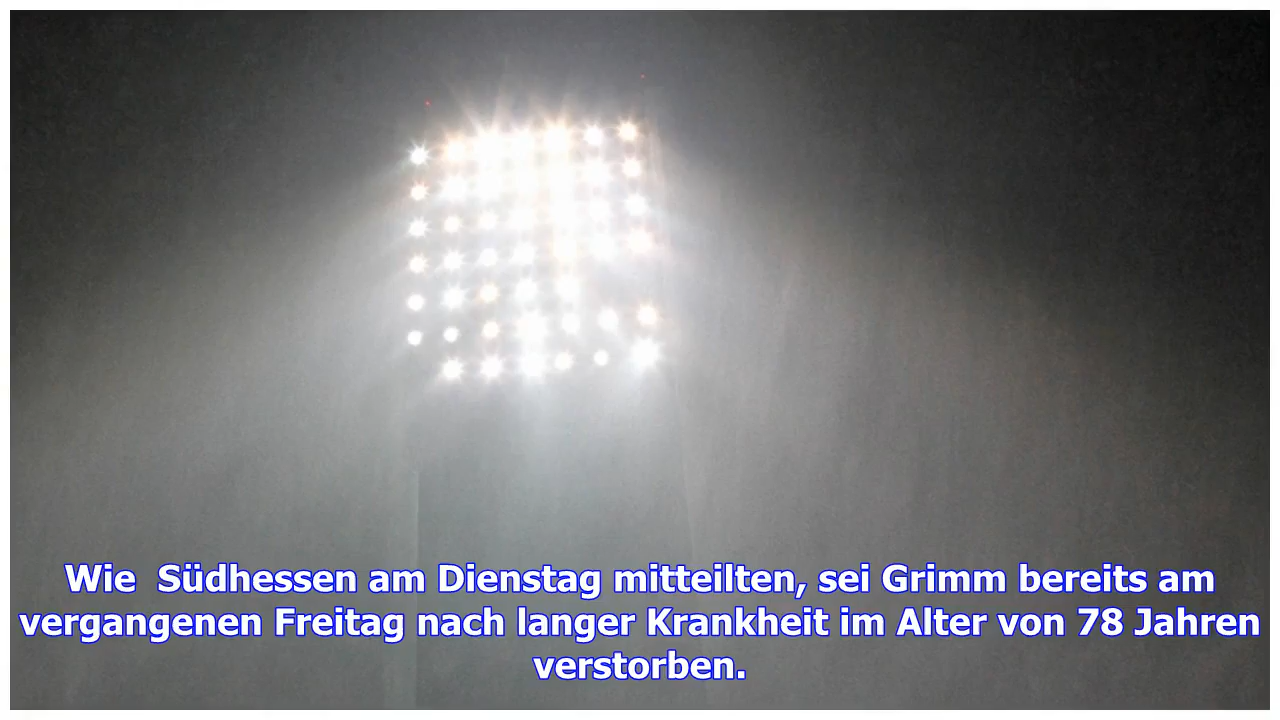 Wie  Südhessen am Dienstag mitteilten, sei Grimm bereits am
vergangenen Freitag nach langer Krankheit im Alter von 78 Jahren
verstorben.